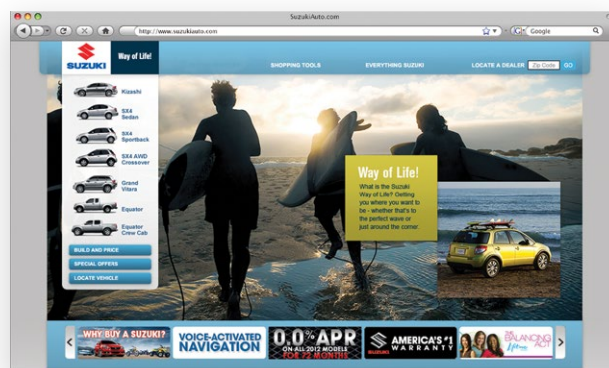 SuzukiAuto.com
http://www.suzukiauto.com
Google
SUZUKI
Way of Life!
SHOPPING TOOLS
EVERYTHING SUZUKI
LOCATE A DEALER
Zip Code
GO
Kizashi
SX4
Sedan
SX4
Sportback
SX4 AWD
Crossover
Grand
Vitara
Equator
Equator
Crew Cab
BUILD AND PRICE
SPECIAL OFFERS
LOCATE VEHICLE
Way of Life!
What is the Suzuki
Way of Life? Getting
you where you want to
be - whether that's to
the perfect wave or
just around the corner.
WHY BUY A SUZUKI?
VOICE-ACTIVATED
NAVIGATION
0.0% APR
ON ALL 2012 MODELS
FOR 72 MONTHS
SUZUKI
AMERICA'S #1
WARRANTY
THE
BALANCING
ACT
Lifetime